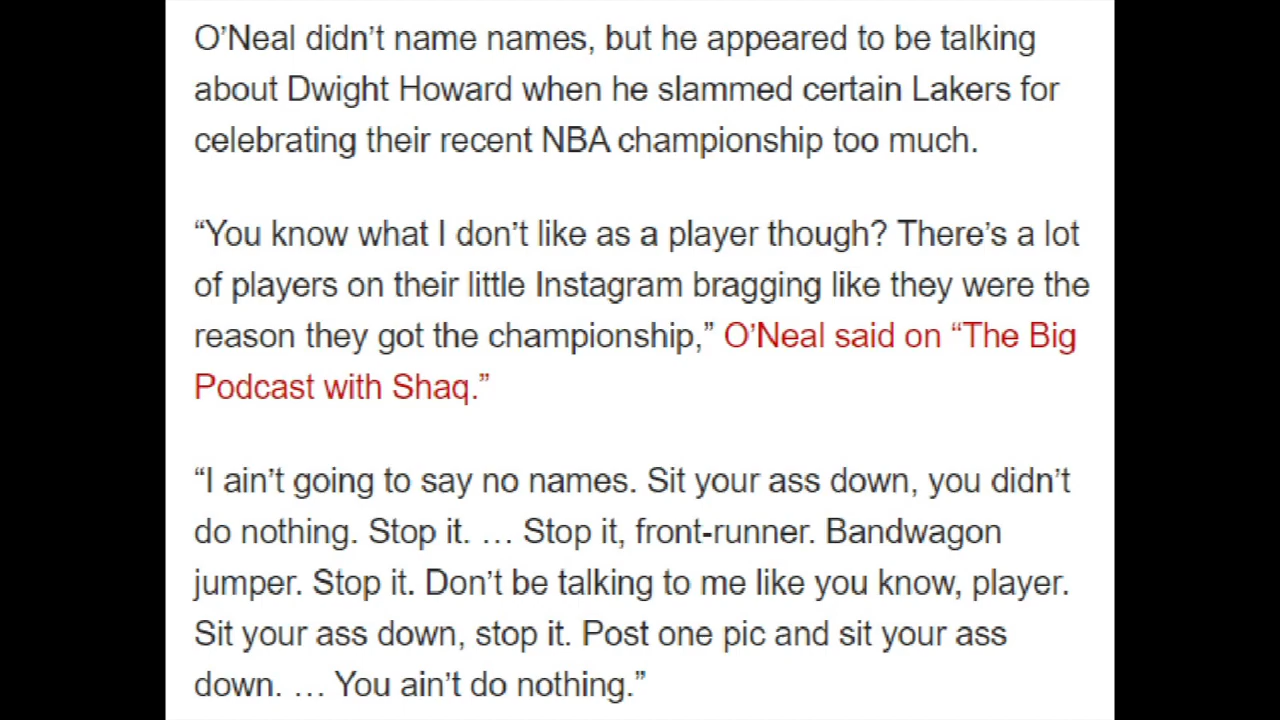 O’Neal didn’t name names, but he appeared to be talking
about Dwight Howard when he slammed certain Lakers for
celebrating their recent NBA championship too much.
“You know what I don’t like as a player though? There’s a lot
of players on their little Instagram bragging like they were the
reason they got the championship,” O’Neal said on “The Big
Podcast with Shaq.”
“I ain’t going to say no names. Sit your ass down, you didn’t
do nothing. Stop it. … Stop it, front-runner. Bandwagon
jumper. Stop it. Don’t be talking to me like you know, player.
Sit your ass down, stop it. Post one pic and sit your ass
down. … You ain’t do nothing.”